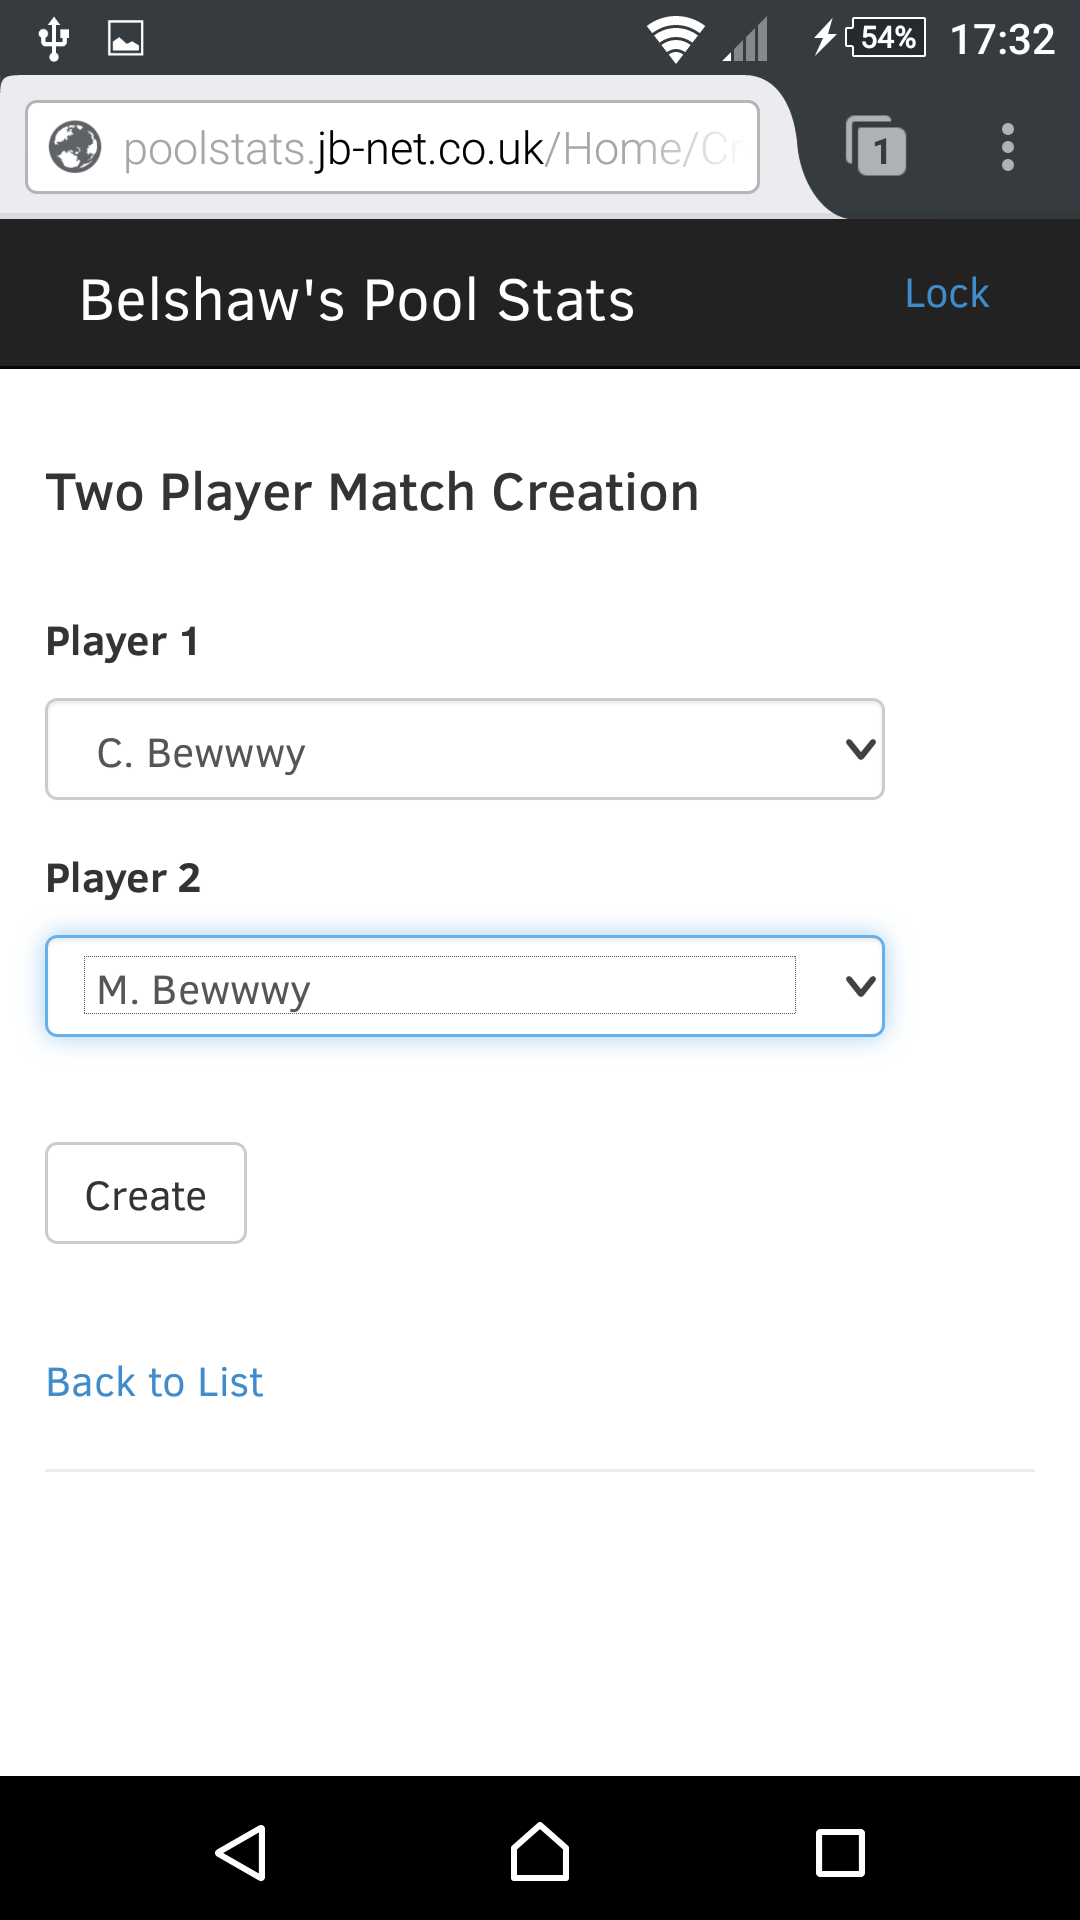 54% 17:32
poolstats.jb-net.co.uk/Home/Cr
1
Belshaw's Pool Stats
Lock
Two Player Match Creation
Player 1
C. Bewwwy
Player 2
M. Bewwwy
Create
Back to List